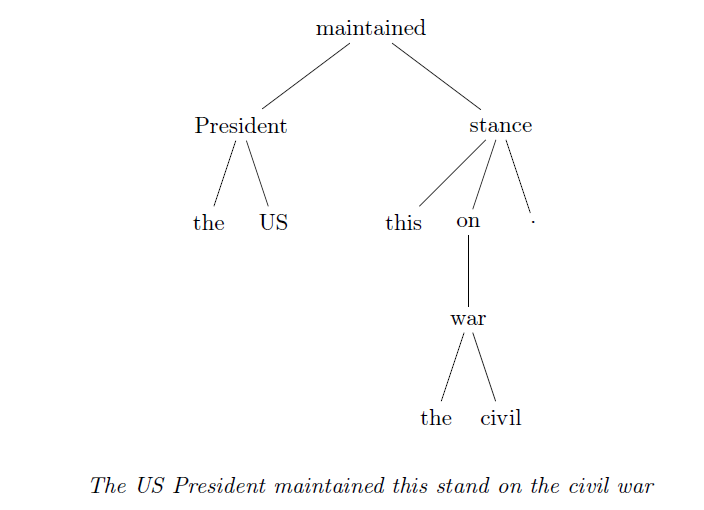 maintained
President stance
the US this on .
war
the civil
The US President maintained this stand on the civil war